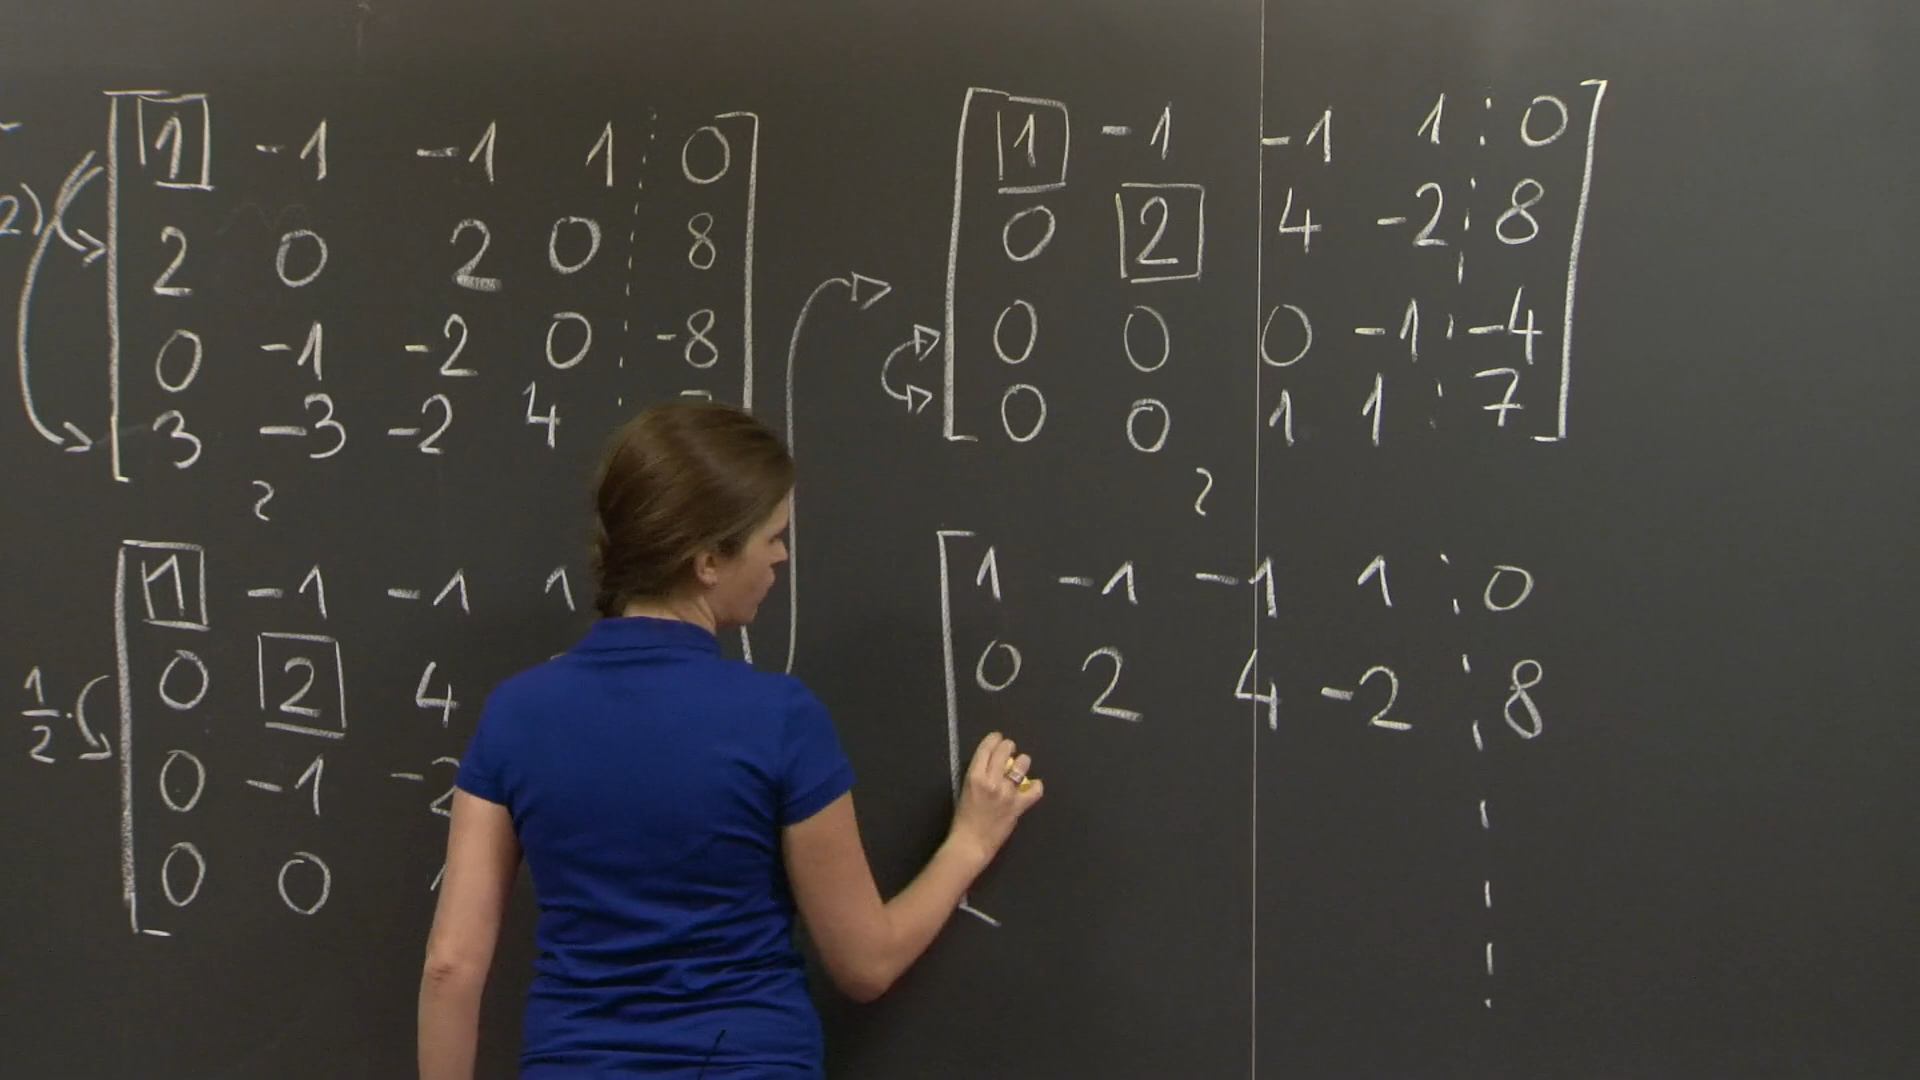 1 -1 -1 1 0
2 0 2 0 8
0 -1 -2 0 -8
3 -3 -2 4
2)
1 -1 -1 1
1/2 · 0 2 4
0 -1 -2
0 0
1 -1 -1 1 0
0 2 4 -2 8
0 0 0 -1 -4
0 0 1 1 7
1 -1 -1 1 0
0 2 4 -2 8